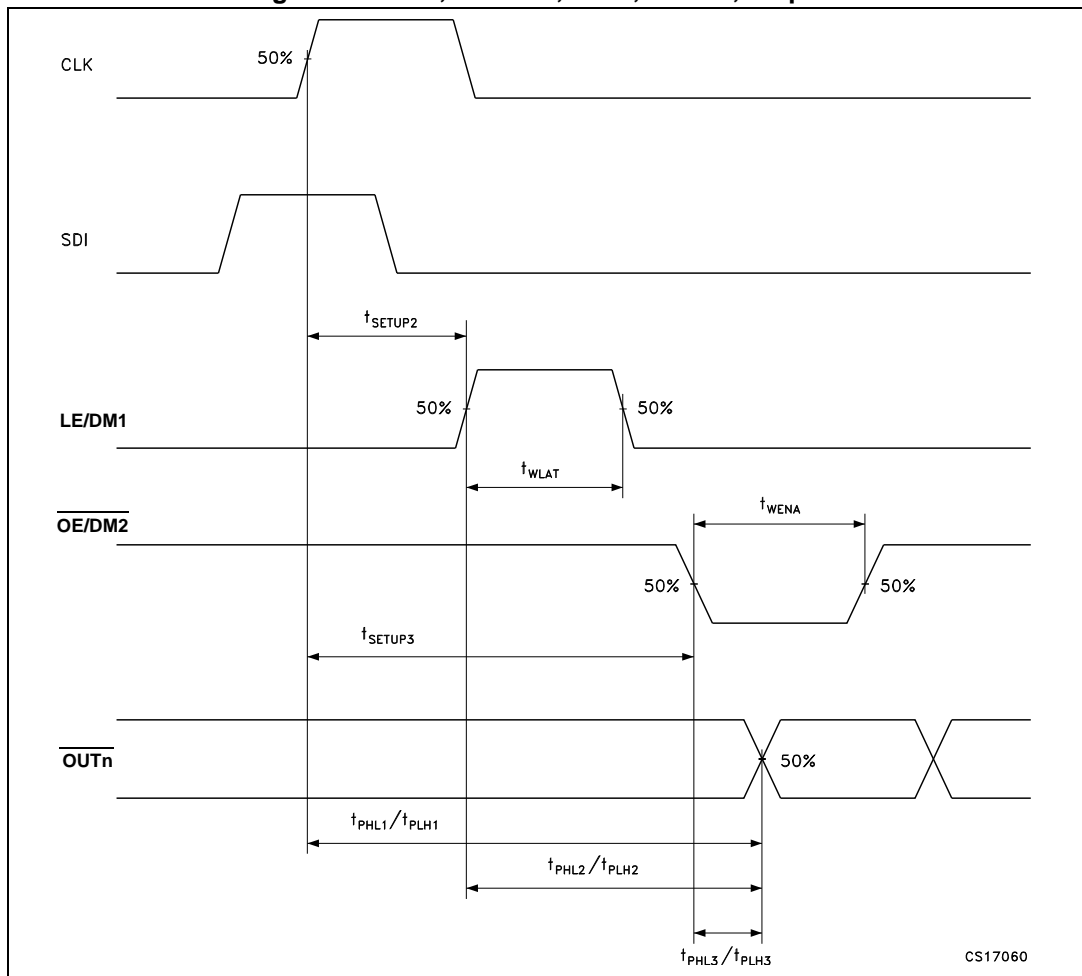 CLK
50%
SDI
tSETUP2
LE/DM1
50%
50%
tWLAT
OE/DM2
tWENA
50%
50%
tSETUP3
OUTn
50%
tPHL1/tPLH1
tPHL2/tPLH2
tPHL3/tPLH3
CS17060